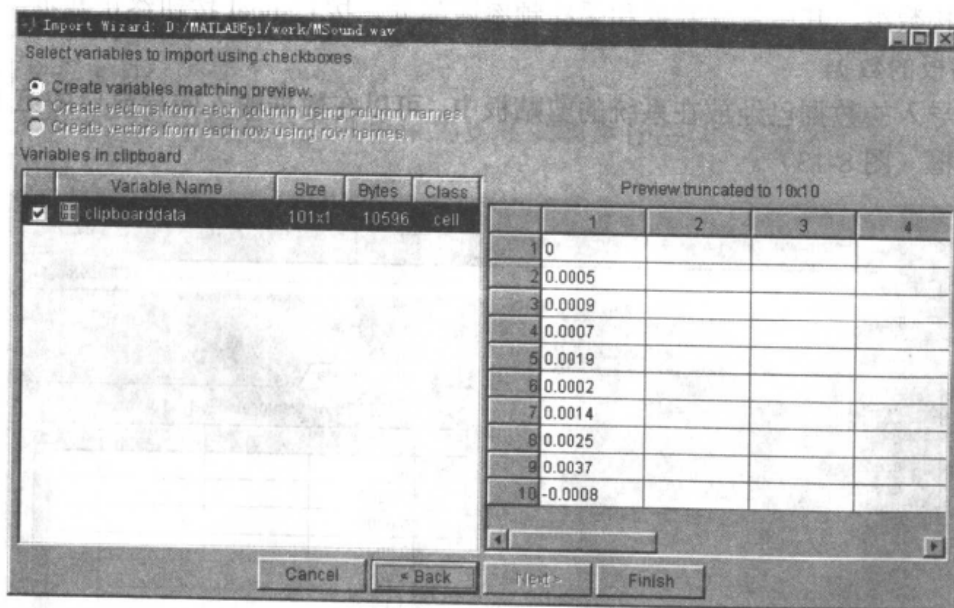 Import Wizard: D:/MATLAB6p1/work/MSound.wav
Select variables to import using checkboxes
Create variables matching preview.
Create vectors from each column using column names.
Create vectors from each row using row names.
Variables in clipboard
Variable Name Size Bytes Class
clipboarddata 101x1 10596 cell
Preview truncated to 10x10
1 2 3 4
1 0
2 0.0005
3 0.0009
4 0.0007
5 0.0019
6 0.0002
7 0.0014
8 0.0025
9 0.0037
10 -0.0008
Cancel < Back Next > Finish